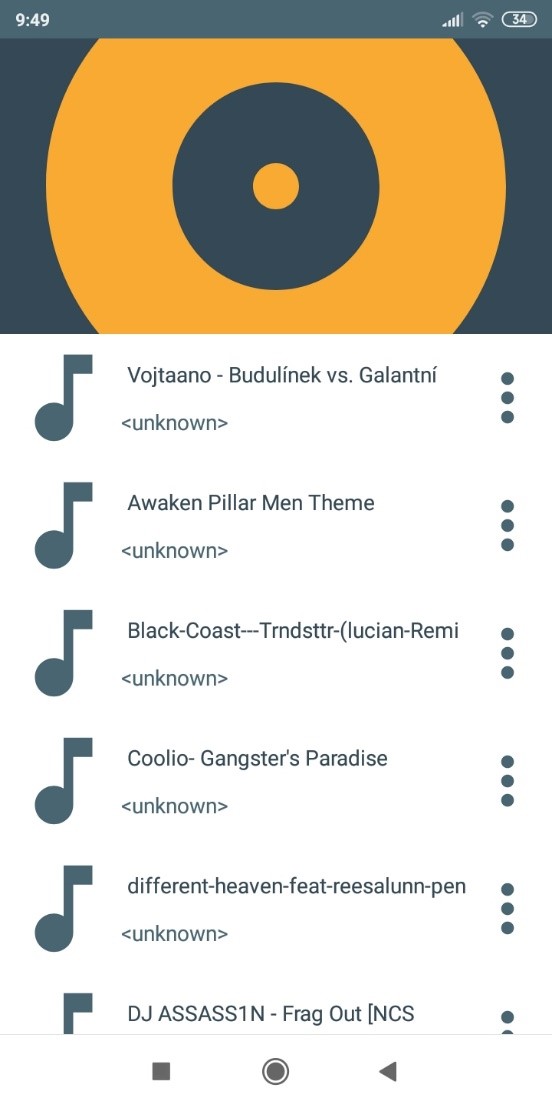 9:49
34
Vojtaano - Budulínek vs. Galantní
<unknown>
Awaken Pillar Men Theme
<unknown>
Black-Coast---Trndsttr-(lucian-Remi
<unknown>
Coolio- Gangster's Paradise
<unknown>
different-heaven-feat-reesalunn-pen
<unknown>
DJ ASSASS1N - Frag Out [NCS